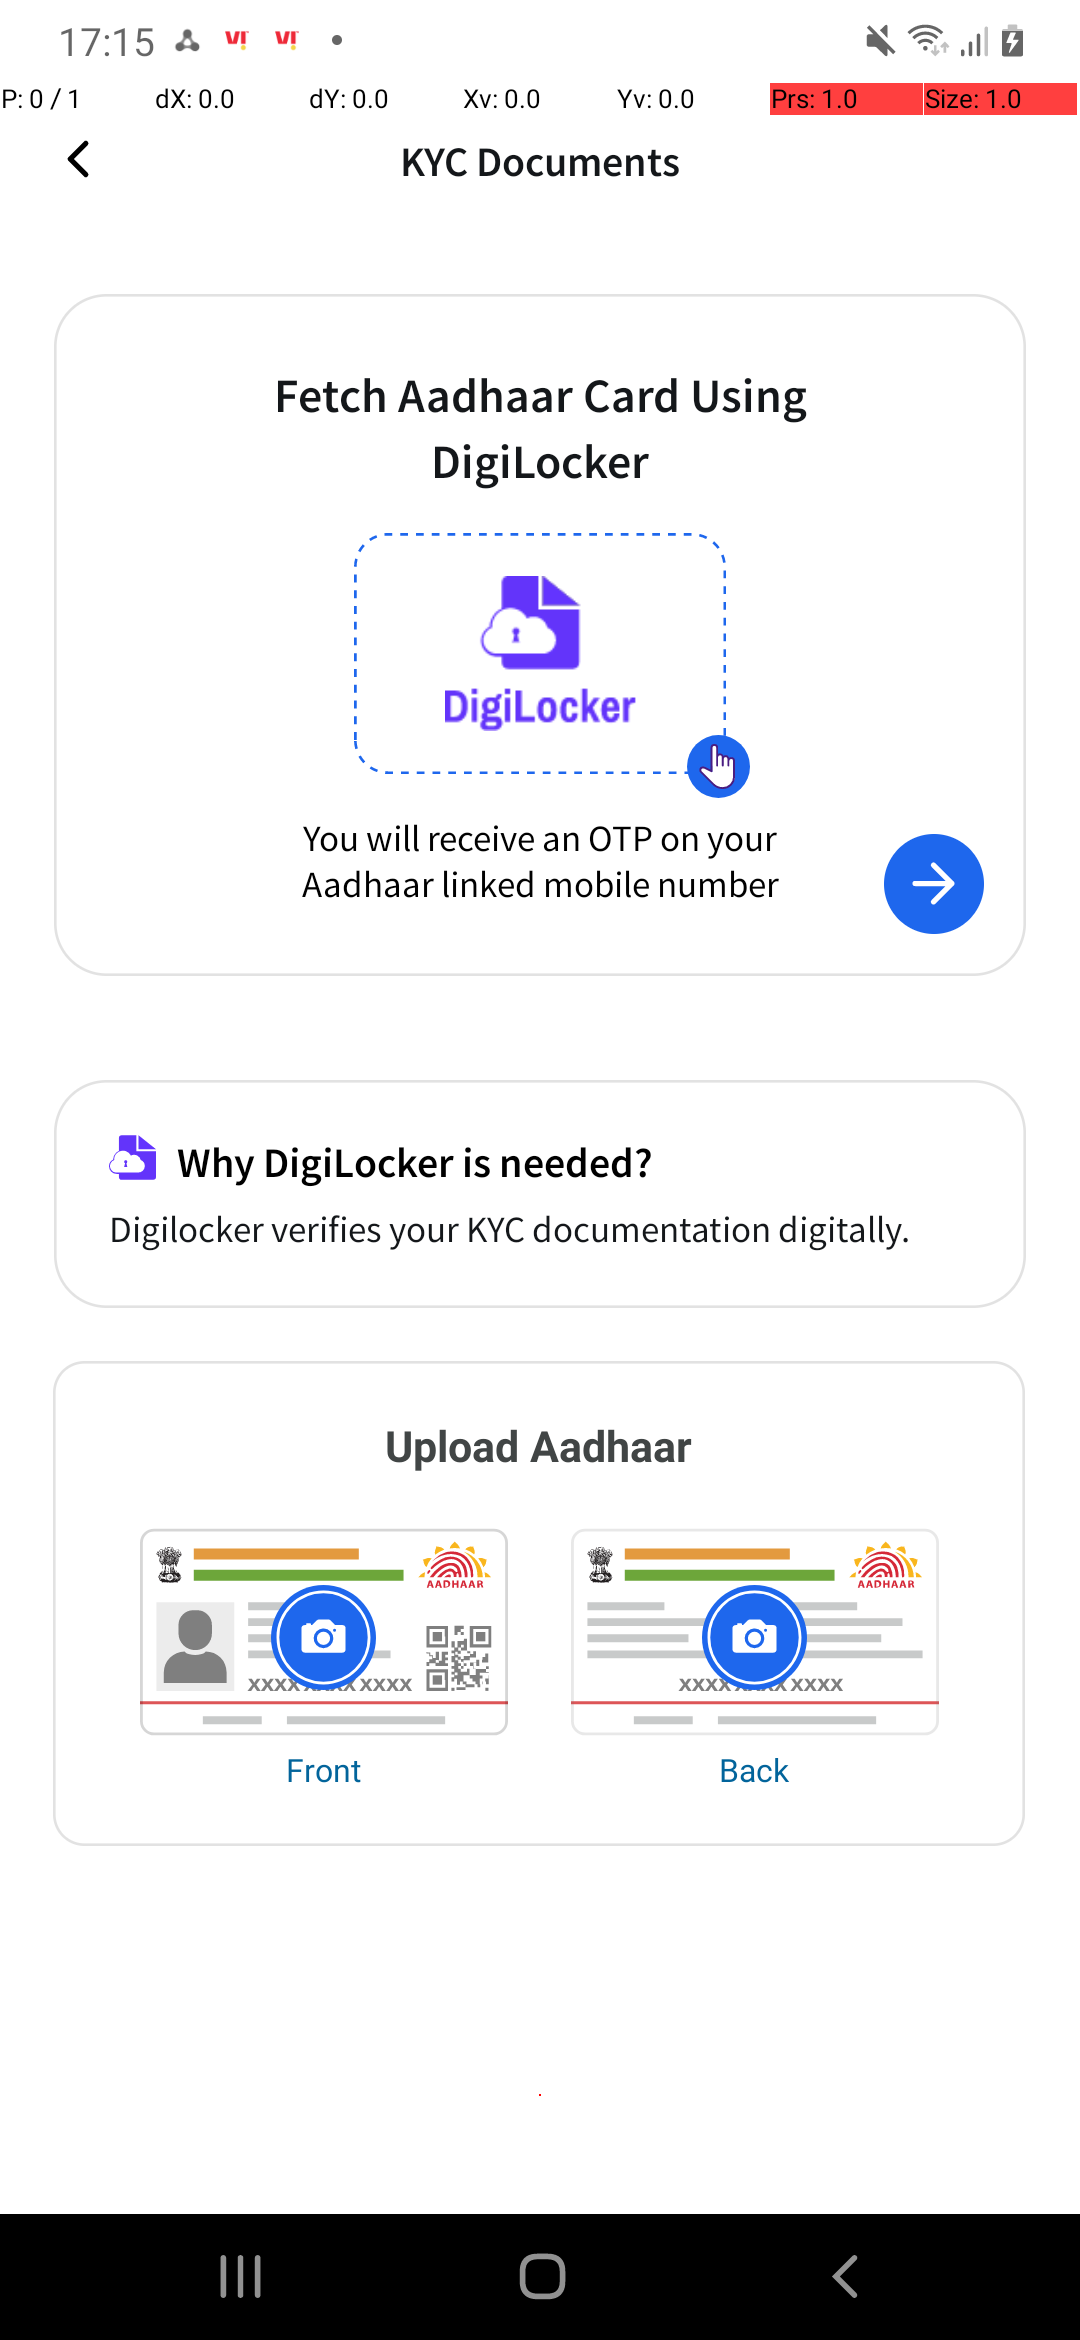 17:15
P: 0 / 1 dX: 0.0 dY: 0.0 Xv: 0.0 Yv: 0.0 Prs: 1.0 Size: 1.0
KYC Documents
Fetch Aadhaar Card Using
DigiLocker
DigiLocker
You will receive an OTP on your
Aadhaar linked mobile number
Why DigiLocker is needed?
Digilocker verifies your KYC documentation digitally.
Upload Aadhaar
AADHAAR
AADHAAR
XXXX XXXX XXXX
XXXX XXXX XXXX
Front
Back